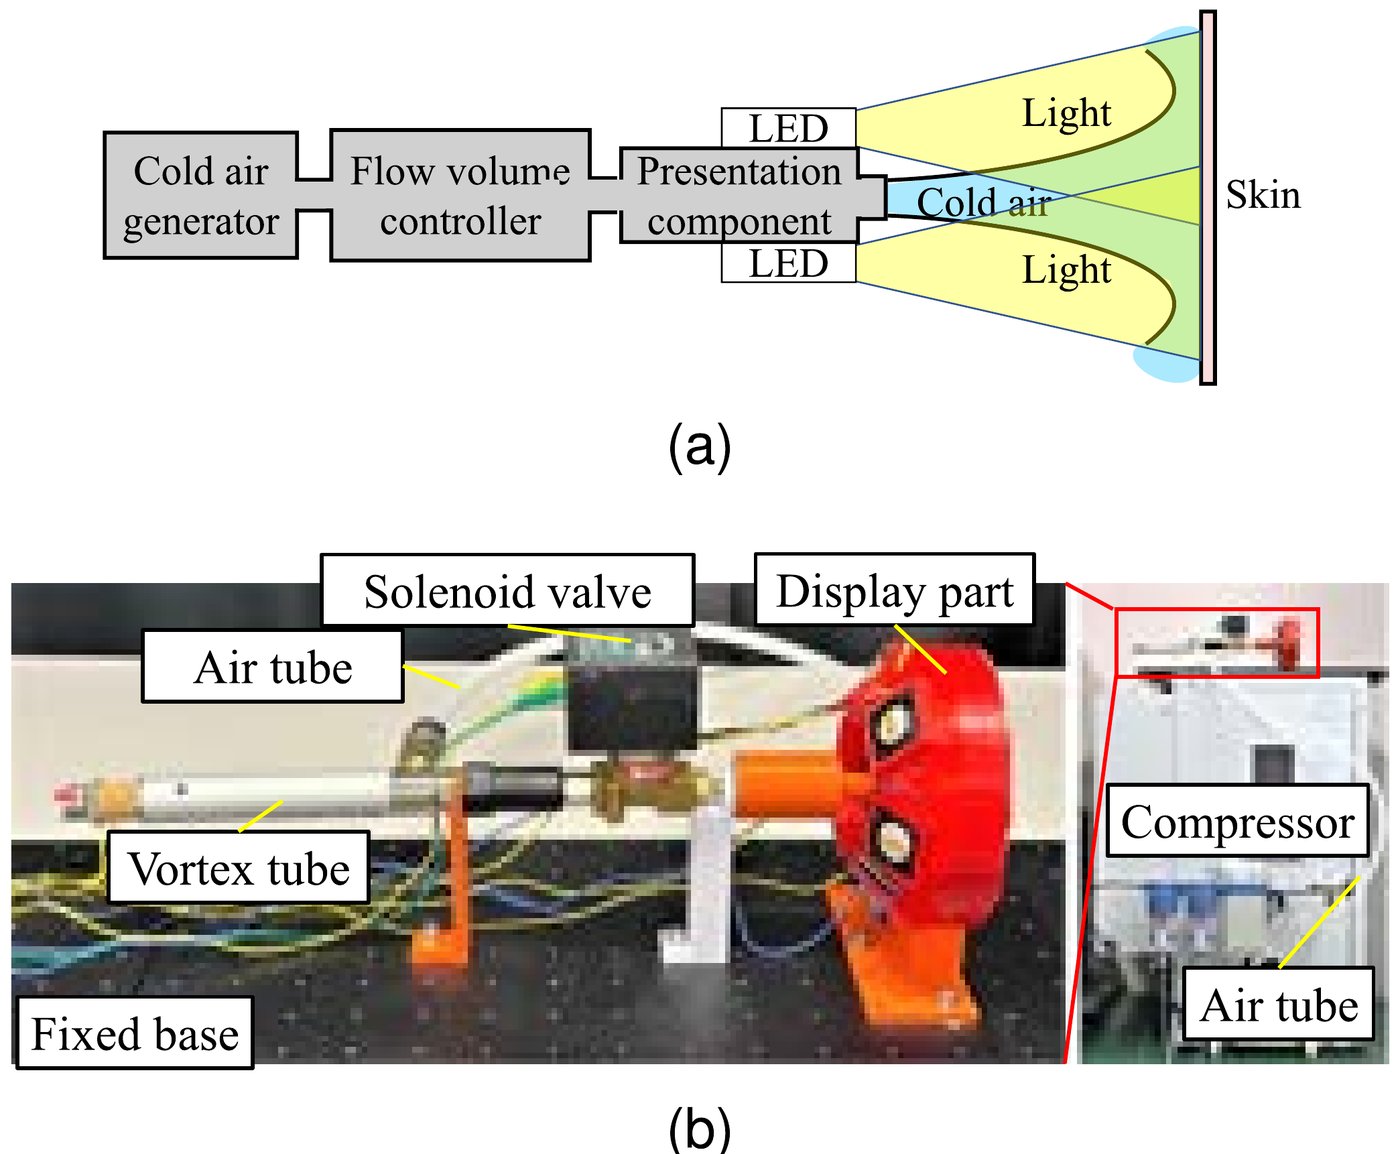 LED
Cold air
generator
Flow volume
controller
Presentation
component
LED
Light
Cold air
Light
Skin
(a)
Solenoid valve
Display part
Air tube
Vortex tube
Compressor
Air tube
Fixed base
(b)